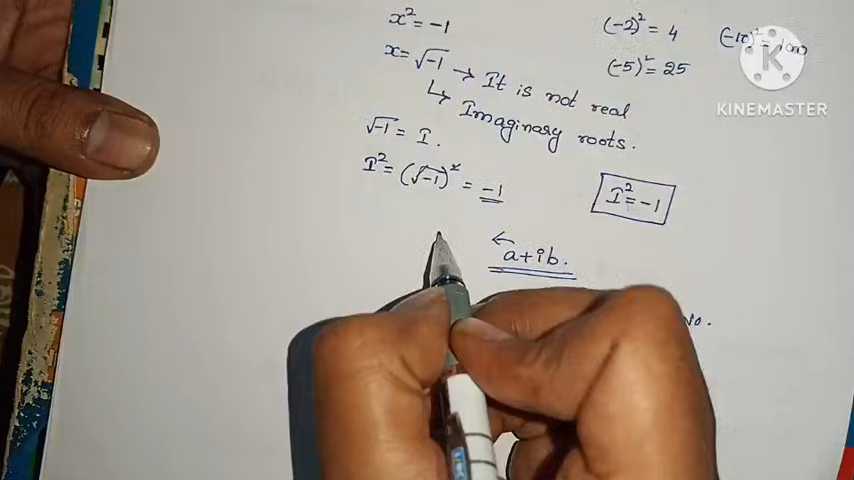 x² = -1
(-2)² = 4
(-10)² = 100
x = √-1 → It is not real
(-5)² = 25
↳ Imaginary roots.
√-1 = I.
I² = (√-1)² = -1
I² = -1
←
a+ib.
No.
K
KINEMASTER